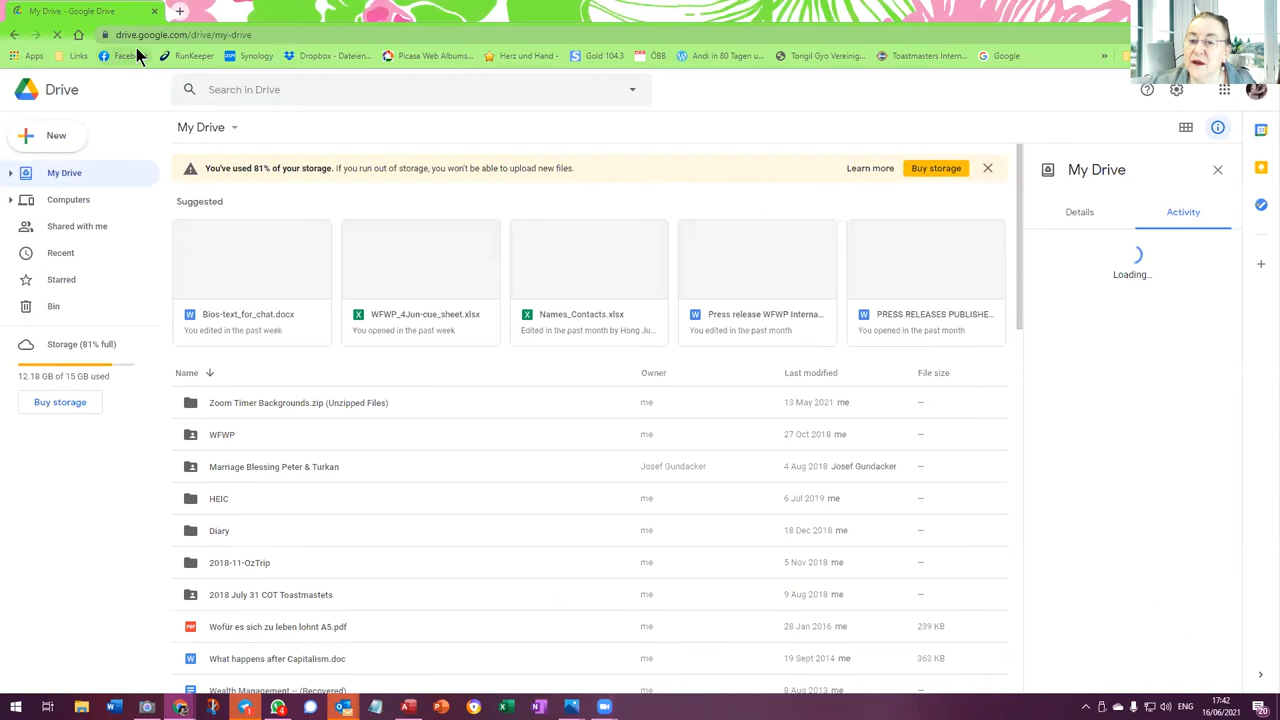 My Drive - Google Drive
drive.google.com/drive/my-drive
Apps Links Facebook RunKeeper Synology Dropbox - Dateien... Picasa Web Albums... Herz und Hand - Gold 104.3 ÖBB Andi in 80 Tagen u... Tongil Gyo Vereinig... Toastmasters Intern... Google »
Drive
Search in Drive
New
My Drive
Computers
Shared with me
Recent
Starred
Bin
Storage (81% full)
12.18 GB of 15 GB used
Buy storage
My Drive
You've used 81% of your storage. If you run out of storage, you won't be able to upload new files. Learn more Buy storage
Suggested
Bios-text_for_chat.docx
You edited in the past week
WFWP_4Jun-cue_sheet.xlsx
You opened in the past week
Names_Contacts.xlsx
Edited in the past month by Hong Ju...
Press release WFWP Interna...
You edited in the past month
PRESS RELEASES PUBLISHE...
You opened in the past month
Name Owner Last modified File size
Zoom Timer Backgrounds.zip (Unzipped Files) me 13 May 2021 me –
WFWP me 27 Oct 2018 me –
Marriage Blessing Peter & Turkan Josef Gundacker 4 Aug 2018 Josef Gundacker –
HEIC me 6 Jul 2019 me –
Diary me 18 Dec 2018 me –
2018-11-OzTrip me 5 Nov 2018 me –
2018 July 31 COT Toastmastets me 9 Aug 2018 me –
Wofür es sich zu leben lohnt A5.pdf me 28 Jan 2016 me 239 KB
What happens after Capitalism.doc me 19 Sept 2014 me 363 KB
Wealth Management -- (Recovered) me 8 Aug 2013 me
My Drive
Details Activity
Loading...
ENG
17:42
16/06/2021
20